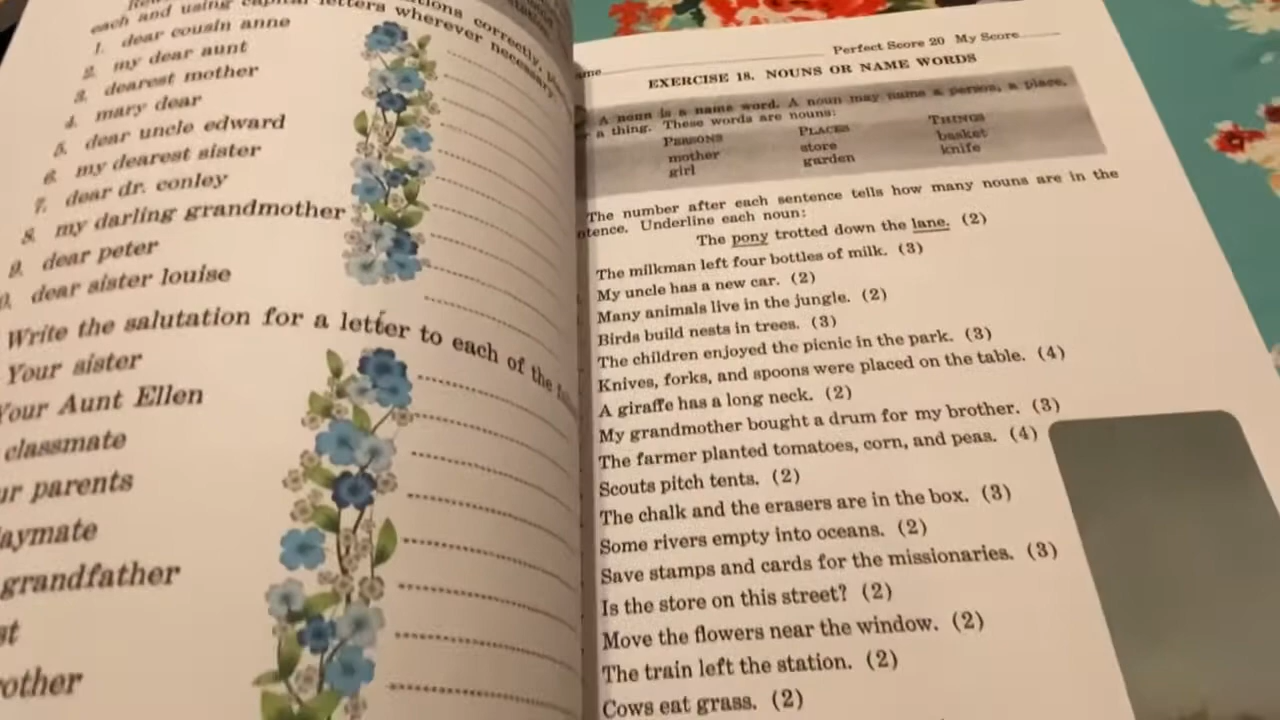 each and using capital letters wherever necessary
1. dear cousin anne
2. my dear aunt
3. dearest mother
4. mary dear
5. dear uncle edward
6. my dearest sister
7. dear dr. conley
8. my darling grandmother
9. dear peter
dear sister louise
Write the salutation for a letter to each of the
Your sister
Your Aunt Ellen
classmate
parents
grandfather
Perfect Score 20 My Score
EXERCISE 18. NOUNS OR NAME WORDS
A noun is a name word. A noun may name a person, a place,
a thing. These words are nouns:
PERSONS PLACES THINGS
mother store basket
girl garden knife
The number after each sentence tells how many nouns are in the
Underline each noun:
The pony trotted down the lane. (2)
The milkman left four bottles of milk. (3)
My uncle has a new car. (2)
Many animals live in the jungle. (2)
Birds build nests in trees. (3)
The children enjoyed the picnic in the park. (3)
Knives, forks, and spoons were placed on the table. (4)
A giraffe has a long neck. (2)
My grandmother bought a drum for my brother. (3)
The farmer planted tomatoes, corn, and peas. (4)
Scouts pitch tents. (2)
The chalk and the erasers are in the box. (3)
Some rivers empty into oceans. (2)
Save stamps and cards for the missionaries. (3)
Is the store on this street? (2)
Move the flowers near the window. (2)
The train left the station. (2)
Cows eat grass. (2)